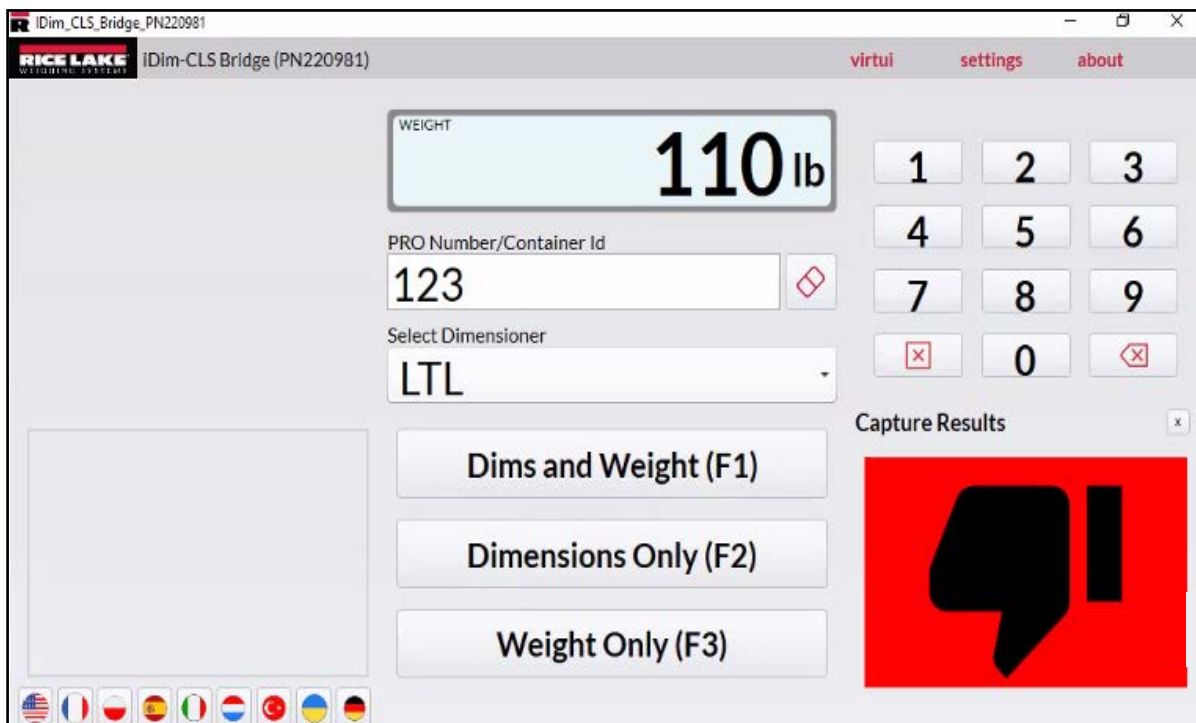 IDim_CLS_Bridge_PN220981
RICE LAKE
WEIGHING SYSTEMS
iDim-CLS Bridge (PN220981)
virtui
settings
about
WEIGHT
110 lb
PRO Number/Container Id
123
Select Dimensioner
LTL
Dims and Weight (F1)
Dimensions Only (F2)
Weight Only (F3)
1 2 3
4 5 6
7 8 9
0
Capture Results
x